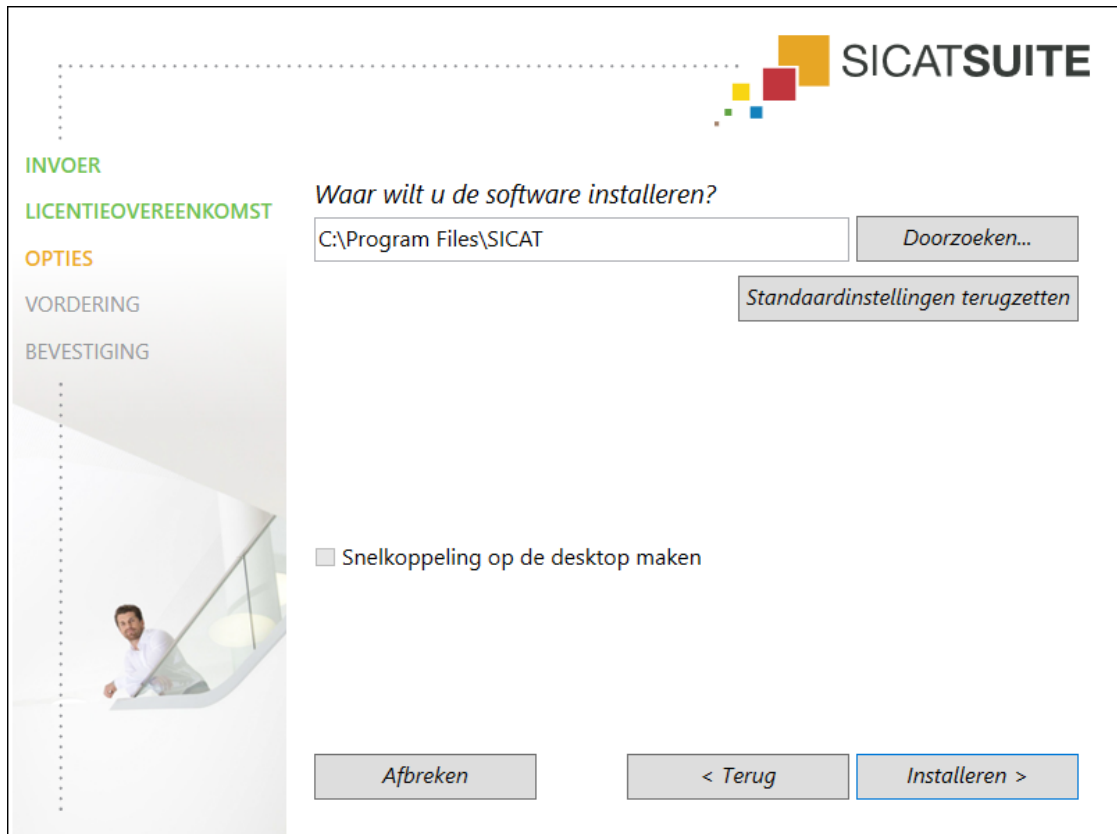 SICATSUITE
INVOER
LICENTIEOVEREENKOMST
OPTIES
VORDERING
BEVESTIGING
Waar wilt u de software installeren?
C:\Program Files\SICAT
Doorzoeken...
Standaardinstellingen terugzetten
Snelkoppeling op de desktop maken
Afbreken
< Terug
Installeren >